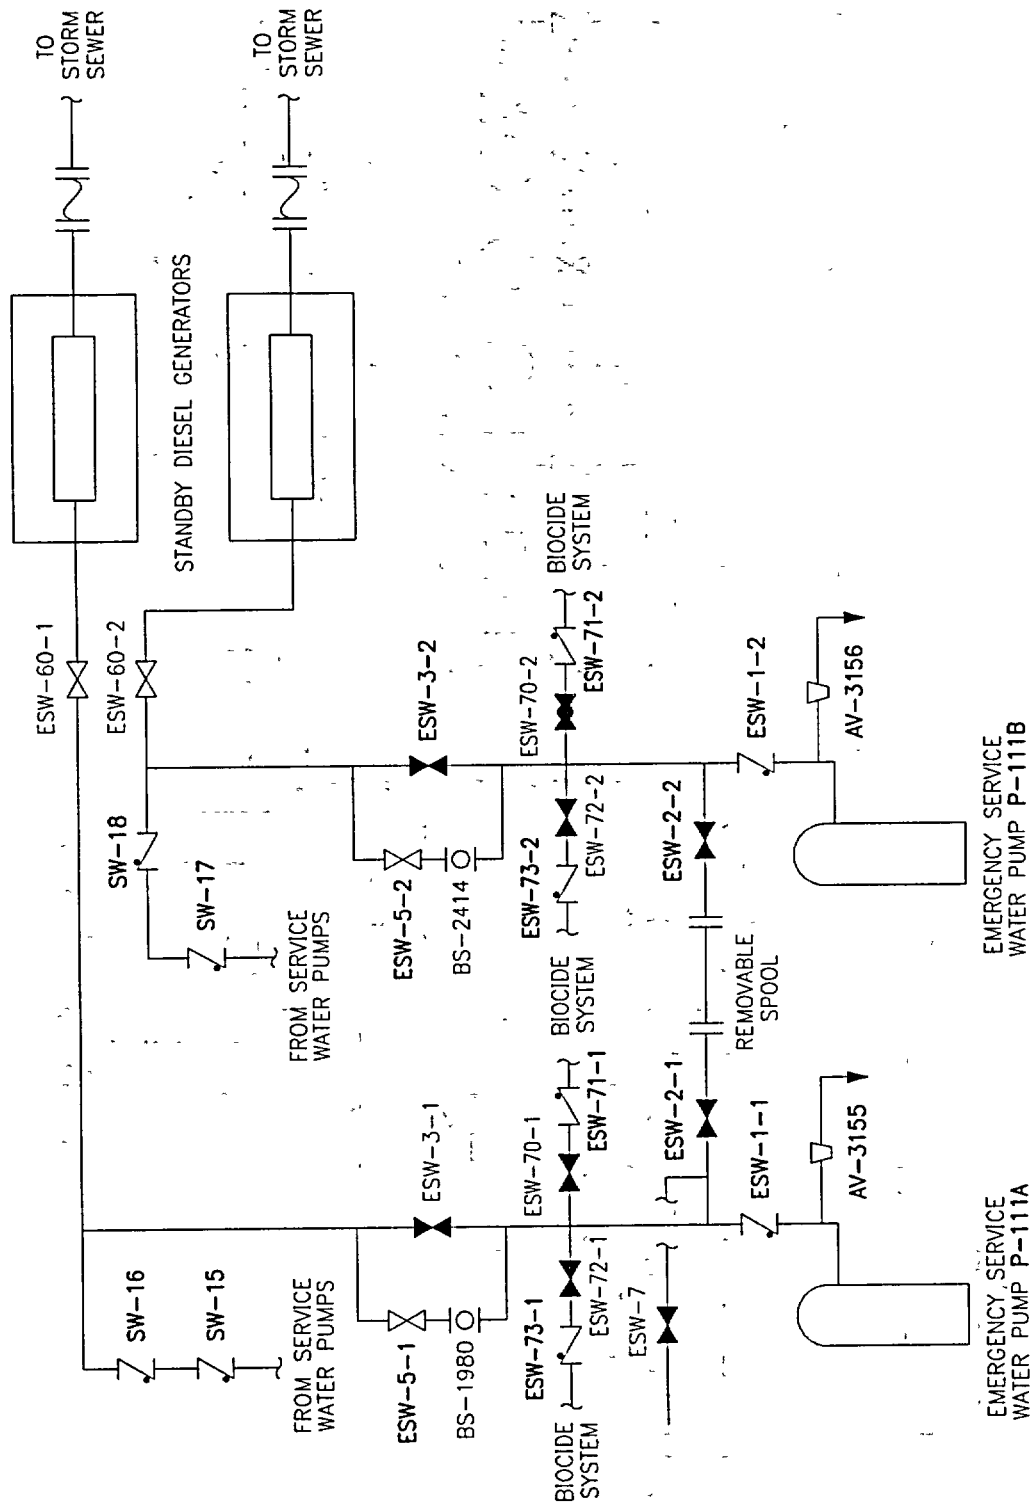 TO
STORM
SEWER
TO
STORM
SEWER
STANDBY DIESEL GENERATORS
ESW-60-1
ESW-60-2
SW-18
SW-17
FROM SERVICE
WATER PUMPS
SW-16
SW-15
FROM SERVICE
WATER PUMPS
ESW-3-2
ESW-5-2
BS-2414
ESW-3-1
ESW-5-1
BS-1980
BIOCIDE
SYSTEM
ESW-71-2
ESW-70-2
ESW-72-2
ESW-73-2
BIOCIDE
SYSTEM
ESW-71-1
ESW-70-1
ESW-72-1
ESW-73-1
BIOCIDE
SYSTEM
ESW-7
ESW-2-2
REMOVABLE
SPOOL
ESW-2-1
ESW-1-2
AV-3156
EMERGENCY SERVICE
WATER PUMP P-111B
ESW-1-1
AV-3155
EMERGENCY SERVICE
WATER PUMP P-111A